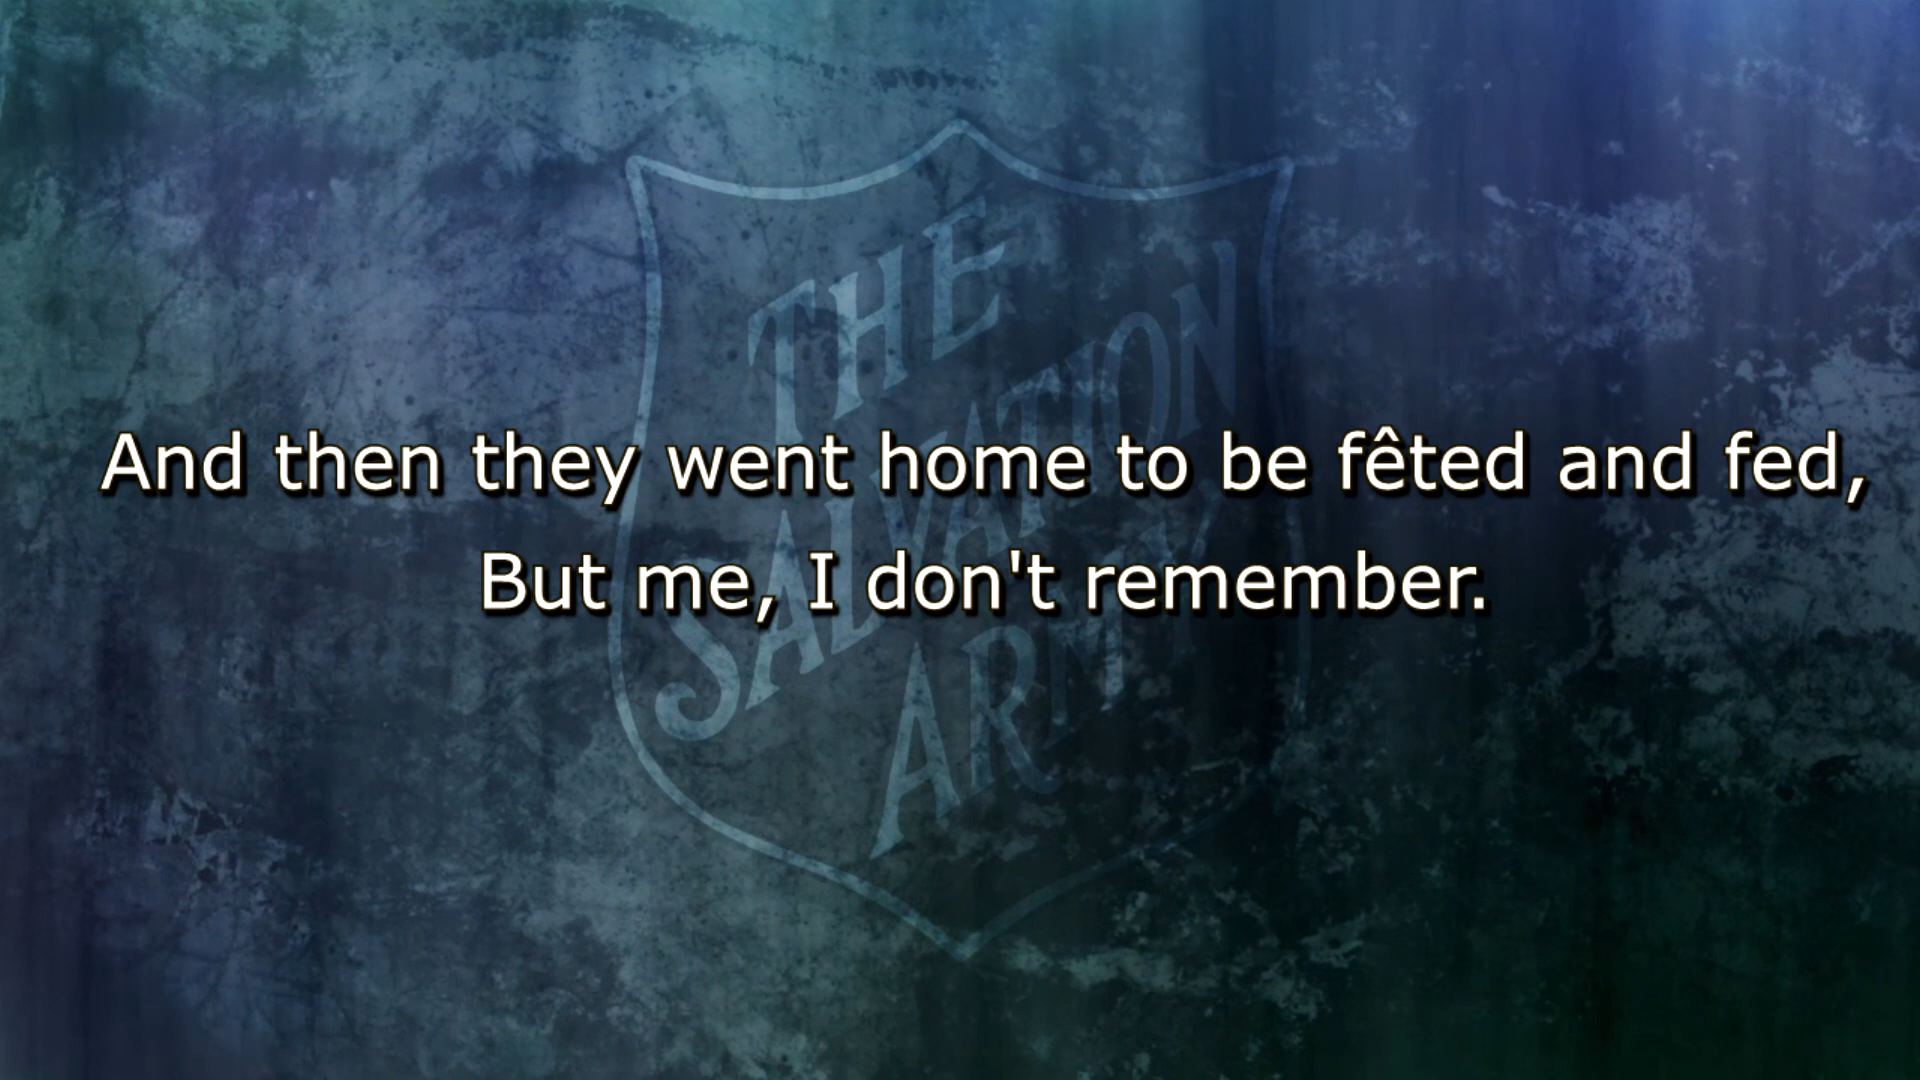 THE
SALVATION
ARMY
And then they went home to be fêted and fed,
But me, I don't remember.